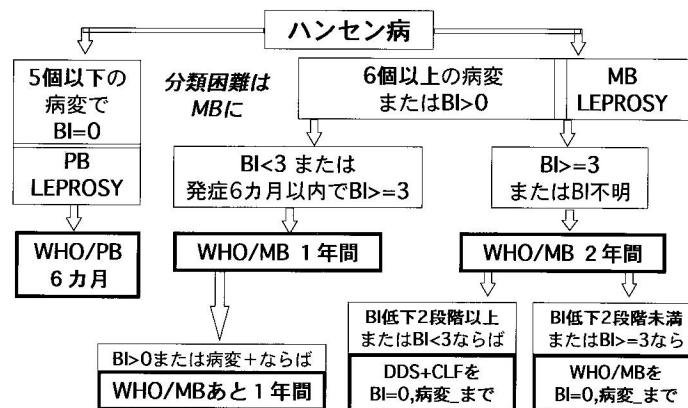 ハンセン病
5個以下の
病変で
BI=0
PB
LEPROSY
WHO/PB
6カ月
分類困難は
MBに
6個以上の病変
またはBI>0
MB
LEPROSY
BI<3 または
発症6カ月以内でBI>=3
BI>=3
またはBI不明
WHO/MB 1年間
WHO/MB 2年間
BI>0または病変+ならば
WHO/MBあと1年間
BI低下2段階以上
またはBI<3ならば
DDS+CLFを
BI=0,病変_まで
BI低下2段階未満
またはBI>=3なら
WHO/MBを
BI=0,病変_まで